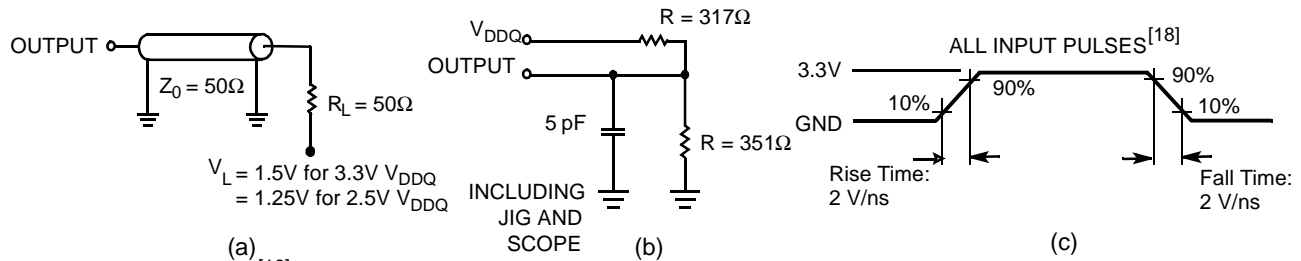 OUTPUT
Z0 = 50Ω
RL = 50Ω
VL = 1.5V for 3.3V VDDQ
= 1.25V for 2.5V VDDQ
(a)
R = 317Ω
VDDQ
OUTPUT
5 pF
R = 351Ω
INCLUDING
JIG AND
SCOPE
(b)
ALL INPUT PULSES[18]
3.3V
90%
90%
10%
10%
GND
Rise Time:
2 V/ns
Fall Time:
2 V/ns
(c)